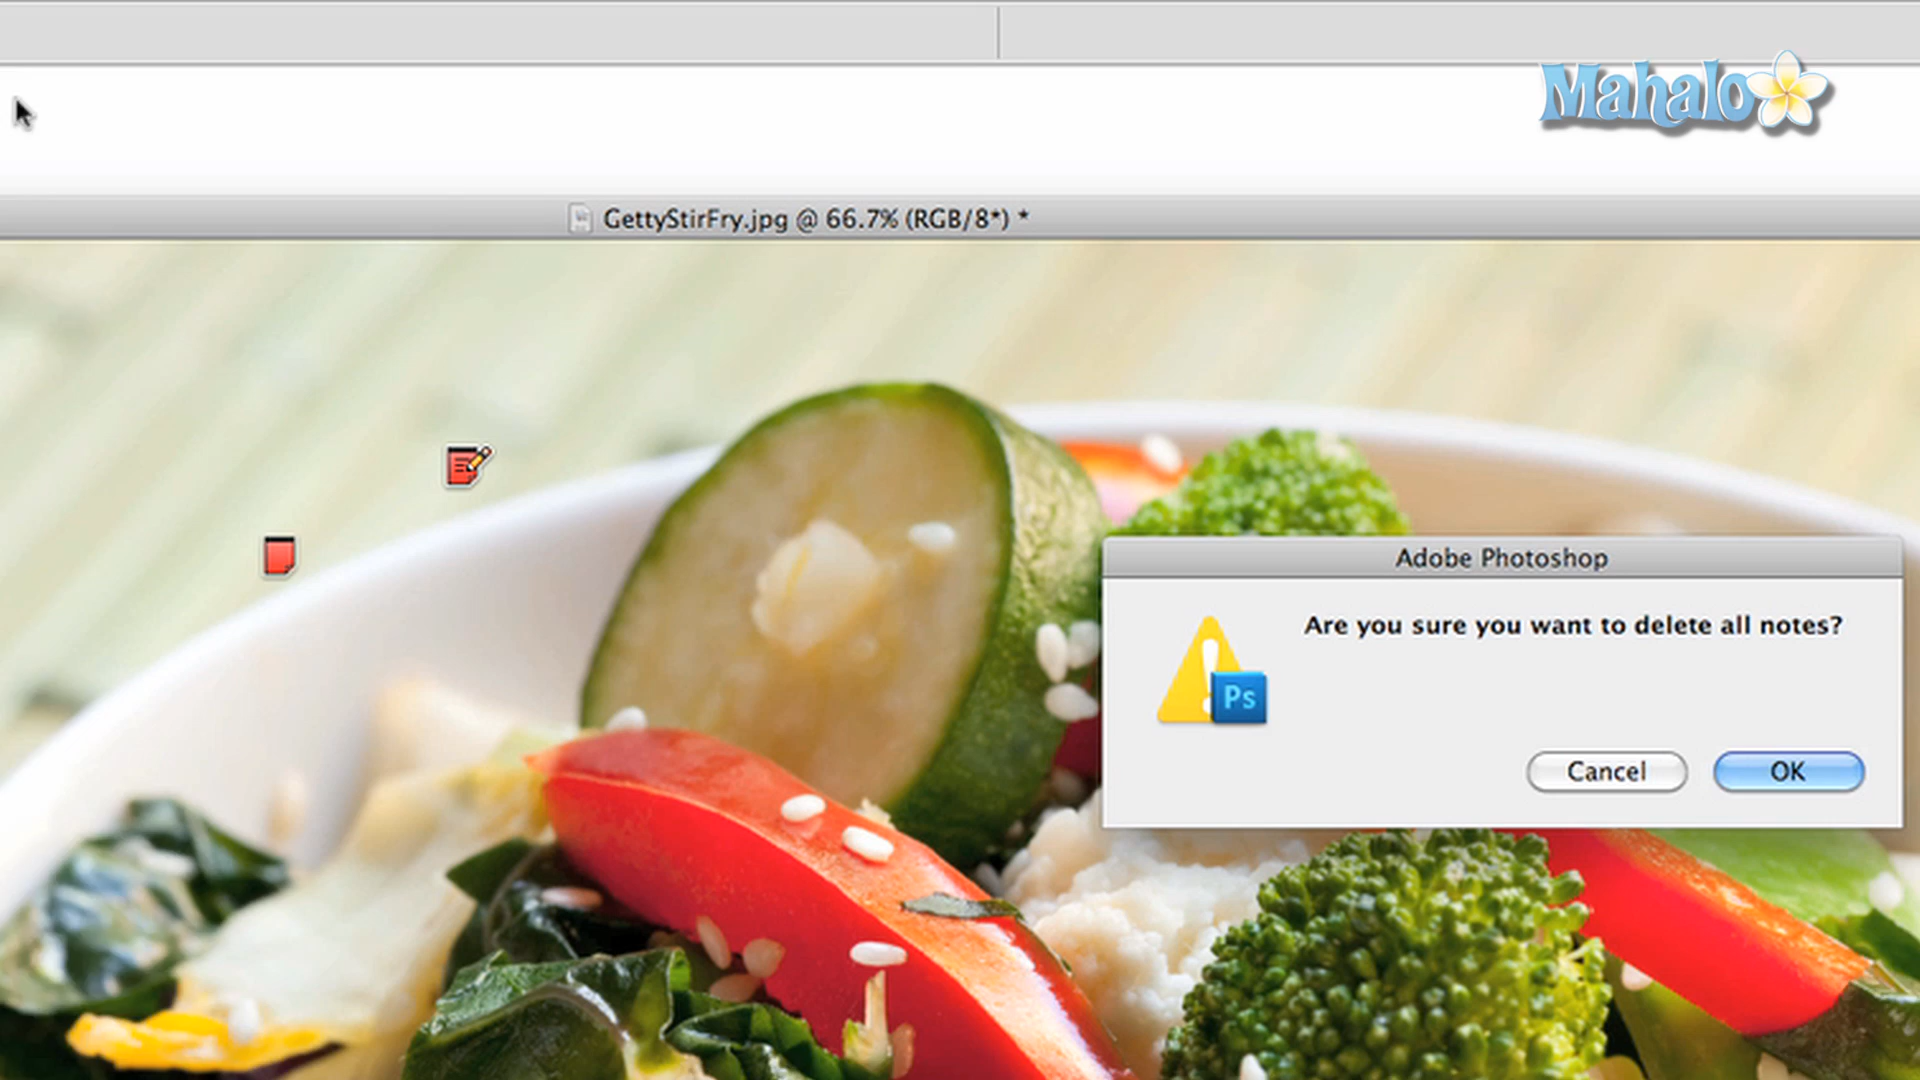 Mahalo
GettyStirFry.jpg @ 66.7% (RGB/8*) *
Adobe Photoshop
Are you sure you want to delete all notes?
Ps
Cancel
OK